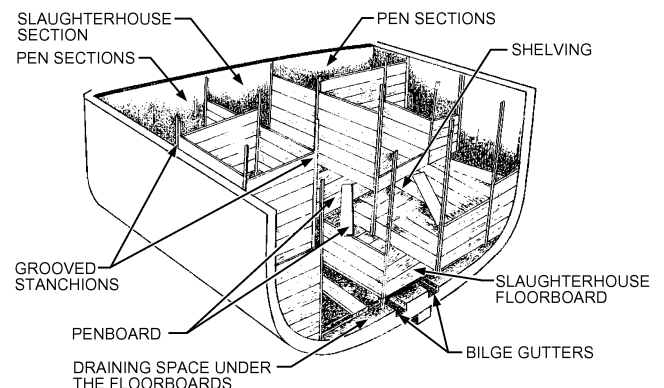 SLAUGHTERHOUSE
SECTION
PEN SECTIONS
PEN SECTIONS
SHELVING
GROOVED
STANCHIONS
SLAUGHTERHOUSE
FLOORBOARD
PENBOARD
BILGE GUTTERS
DRAINING SPACE UNDER
THE FLOORBOARDS